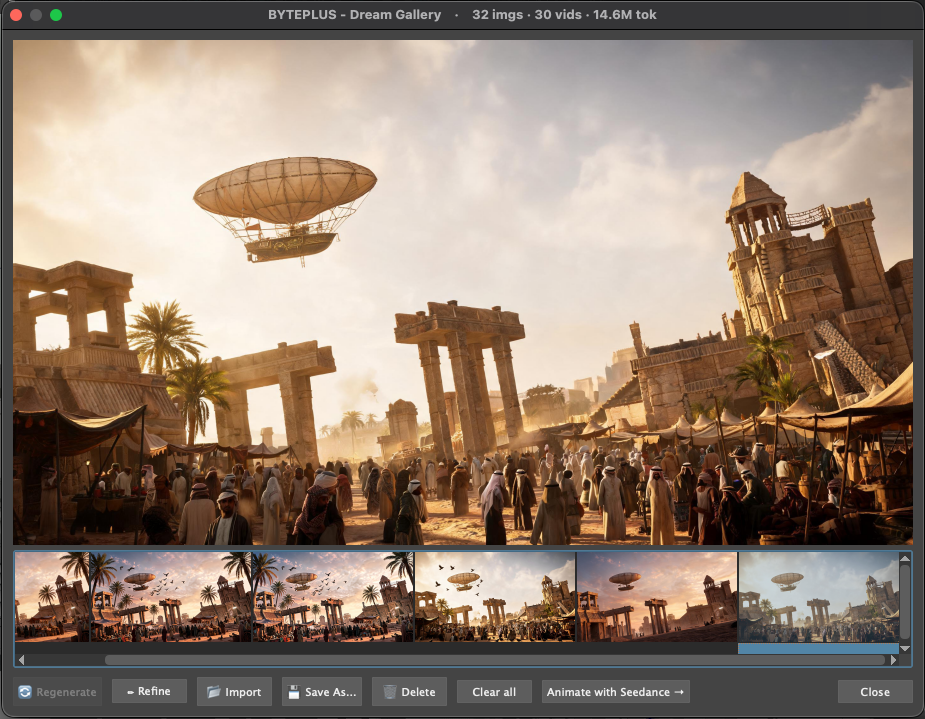 BYTEPLUS - Dream Gallery · 32 imgs · 30 vids · 14.6M tok
Regenerate
Refine
Import
Save As...
Delete
Clear all
Animate with Seedance →
Close